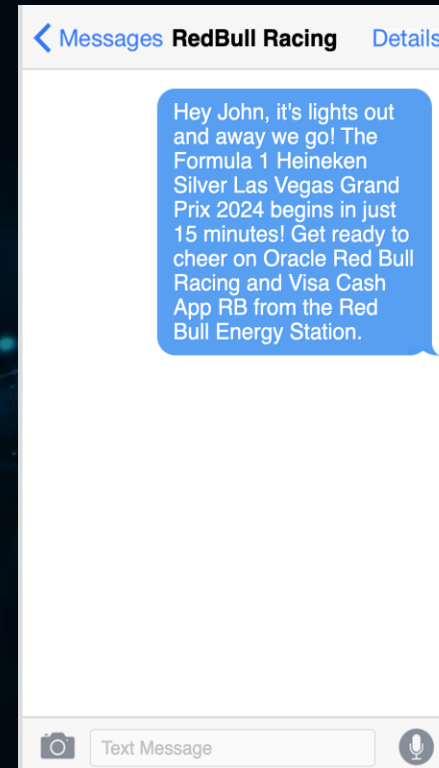 Messages RedBull Racing Details
Hey John, it's lights out
and away we go! The
Formula 1 Heineken
Silver Las Vegas Grand
Prix 2024 begins in just
15 minutes! Get ready to
cheer on Oracle Red Bull
Racing and Visa Cash
App RB from the Red
Bull Energy Station.
Text Message